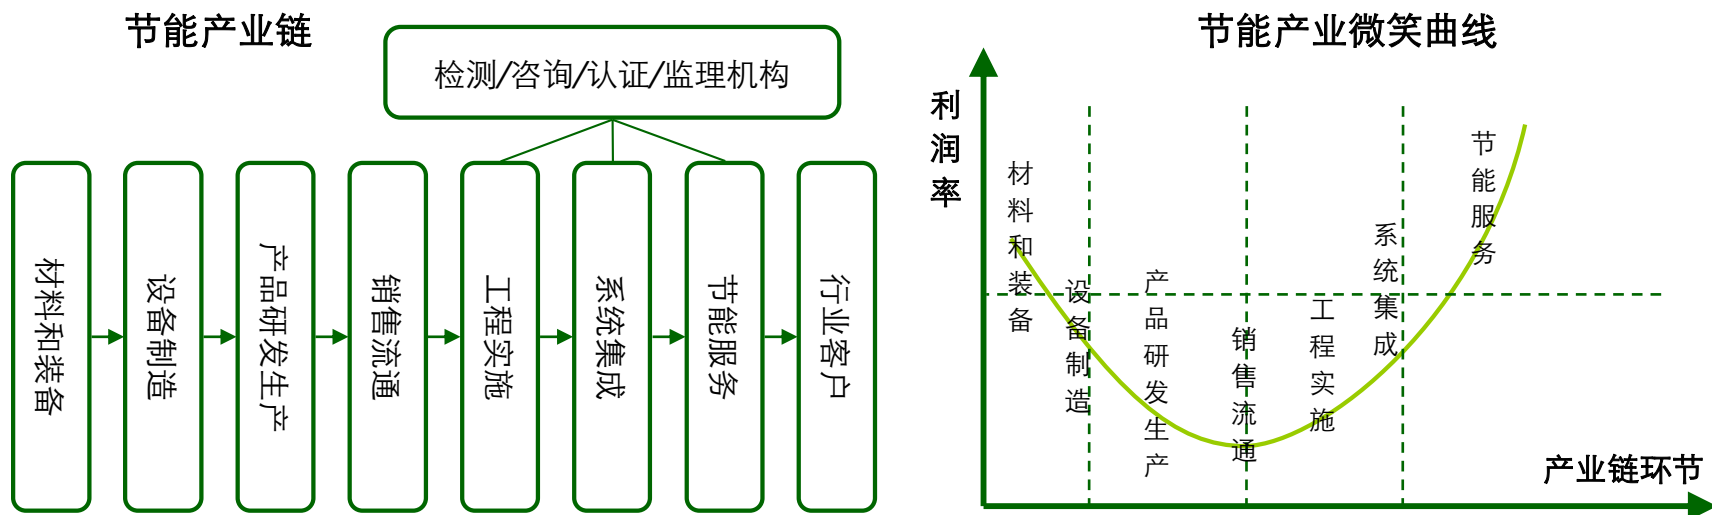 节能产业链
检测/咨询/认证/监理机构
材料和装备
设备制造
产品研发生产
销售流通
工程实施
系统集成
节能服务
行业客户
节能产业微笑曲线
利润率
材料和装备
设备制造
产品研发生产
销售流通
工程实施
系统集成
节能服务
产业链环节